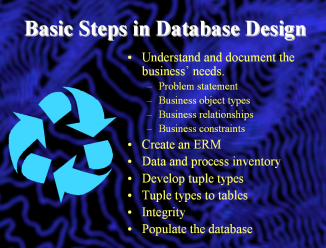 Basic Steps in Database Design
• Understand and document the
business’ needs.
– Problem statement
– Business object types
– Business relationships
– Business constraints
• Create an ERM
• Data and process inventory
• Develop tuple types
• Tuple types to tables
• Integrity
• Populate the database